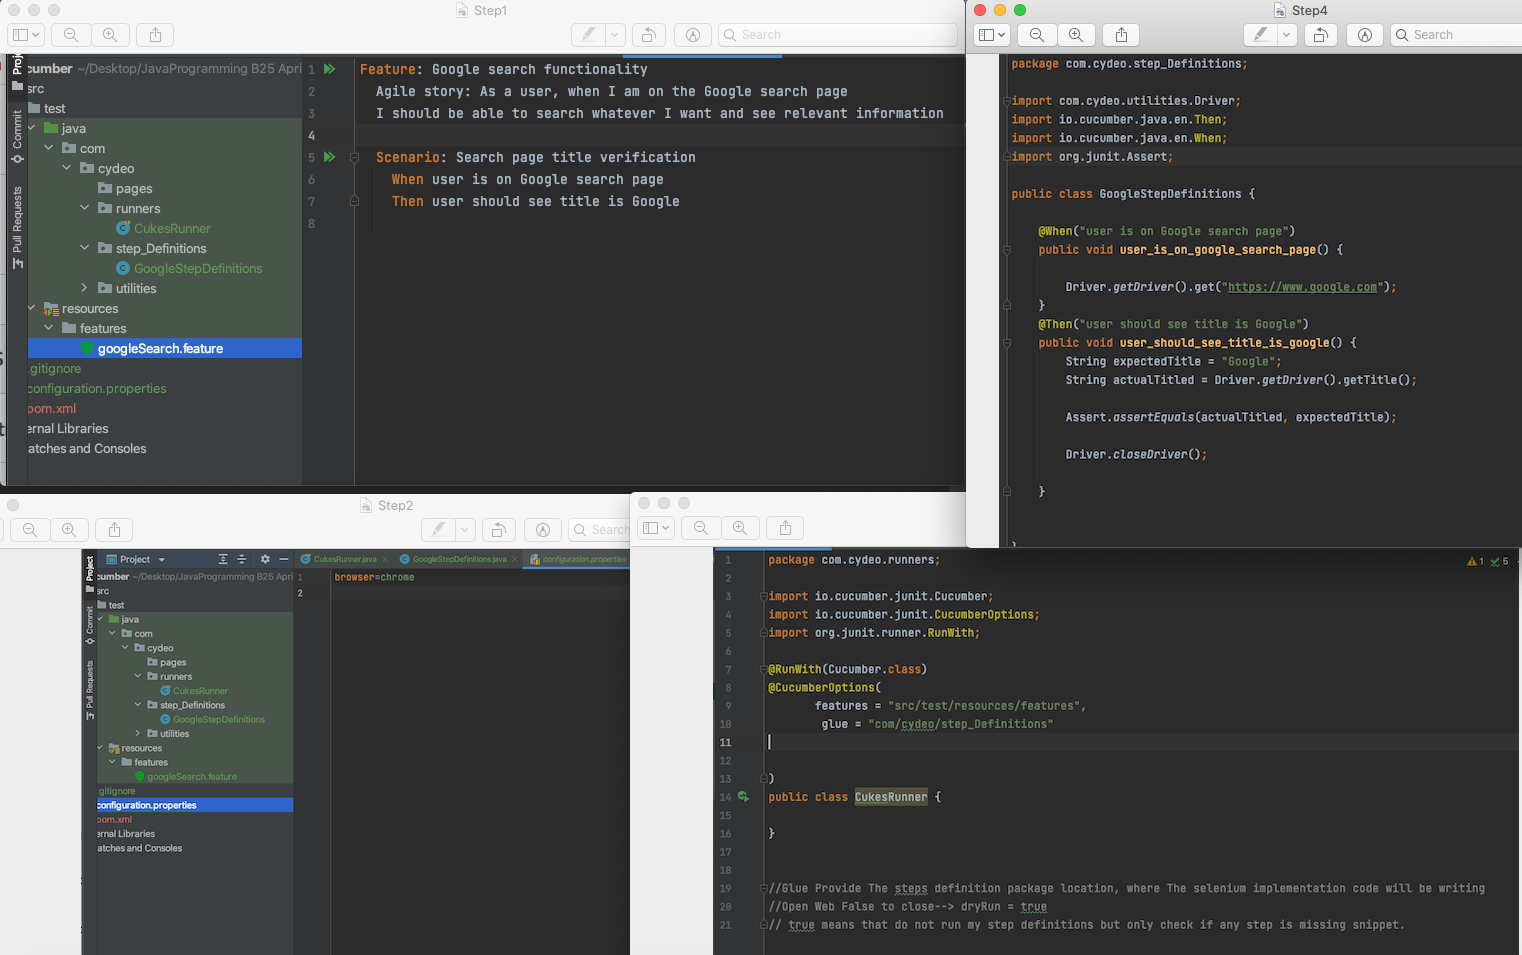 Step1
Search
Project
Commit
Pull Requests
cumber ~/Desktop/JavaProgramming B25 Apri
src
test
java
com
cydeo
pages
runners
CukesRunner
step_Definitions
GoogleStepDefinitions
utilities
resources
features
googleSearch.feature
.gitignore
configuration.properties
pom.xml
ernal Libraries
atches and Consoles
1 Feature: Google search functionality
2 Agile story: As a user, when I am on the Google search page
3 I should be able to search whatever I want and see relevant information
4
5 Scenario: Search page title verification
6 When user is on Google search page
7 Then user should see title is Google
8
Step4
Search
package com.cydeo.step_Definitions;
import com.cydeo.utilities.Driver;
import io.cucumber.java.en.Then;
import io.cucumber.java.en.When;
import org.junit.Assert;
public class GoogleStepDefinitions {
@When("user is on Google search page")
public void user_is_on_google_search_page() {
Driver.getDriver().get("https://www.google.com");
}
@Then("user should see title is Google")
public void user_should_see_title_is_google() {
String expectedTitle = "Google";
String actualTitled = Driver.getDriver().getTitle();
Assert.assertEquals(actualTitled, expectedTitle);
Driver.closeDriver();
}
Step2
Search
Project
Commit
Pull Requests
Project
cumber ~/Desktop/JavaProgramming B25 Apri
src
test
java
com
cydeo
pages
runners
CukesRunner
step_Definitions
GoogleStepDefinitions
utilities
resources
features
googleSearch.feature
.gitignore
configuration.properties
pom.xml
ernal Libraries
atches and Consoles
CukesRunner.java
GoogleStepDefinitions.java
configuration.properties
1 browser=chrome
2
1 package com.cydeo.runners;
1 5
2
3 import io.cucumber.junit.Cucumber;
4 import io.cucumber.junit.CucumberOptions;
5 import org.junit.runner.RunWith;
6
7 @RunWith(Cucumber.class)
8 @CucumberOptions(
9 features = "src/test/resources/features",
10 glue = "com/cydeo/step_Definitions"
11
12
13 )
14 public class CukesRunner {
15
16 }
17
18
19 //Glue Provide The steps definition package location, where The selenium implementation code will be writing
20 //Open Web False to close--> dryRun = true
21 // true means that do not run my step definitions but only check if any step is missing snippet.